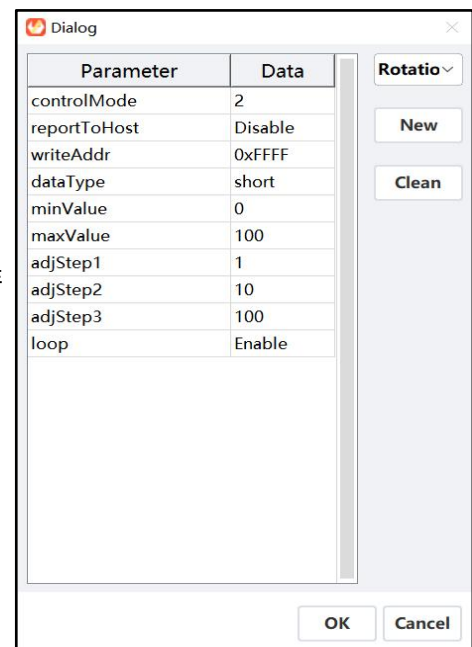 Dialog
Parameter Data
controlMode 2
reportToHost Disable
writeAddr 0xFFFF
dataType short
minValue 0
maxValue 100
adjStep1 1
adjStep2 10
adjStep3 100
loop Enable
Rotatio
New
Clean
OK Cancel